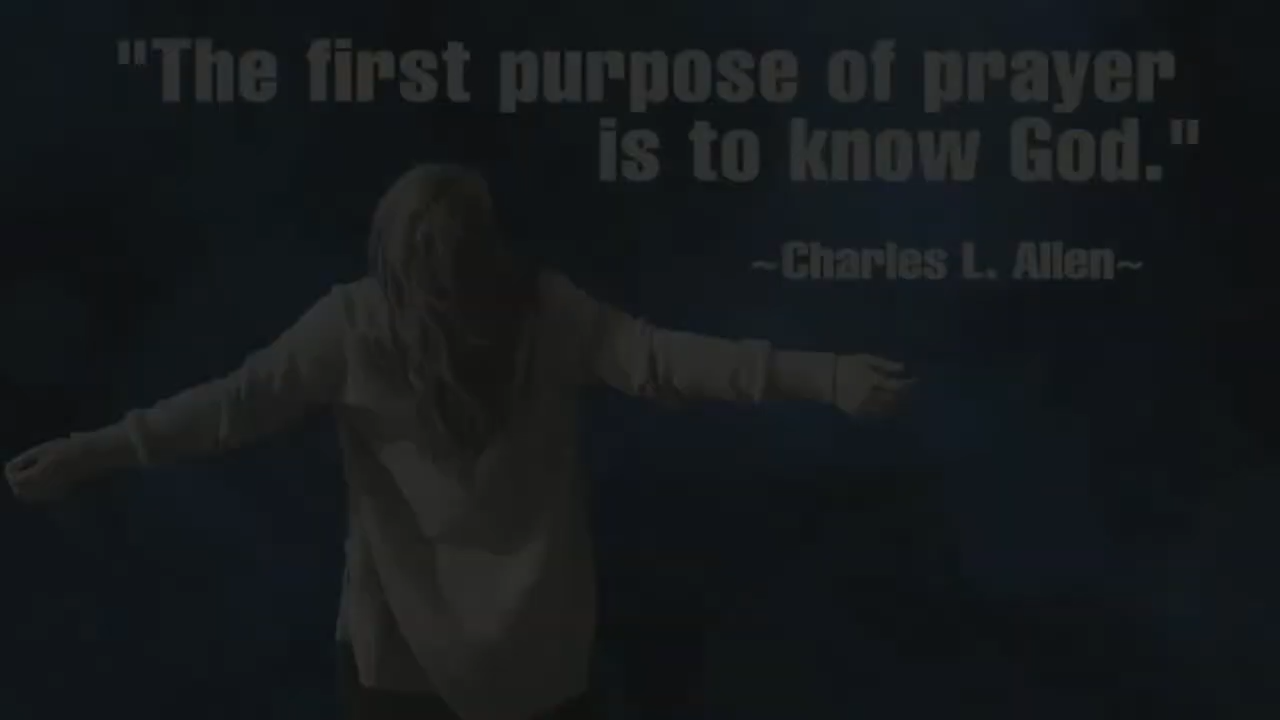 "The first purpose of prayer
is to know God."
~Charles L. Allen~